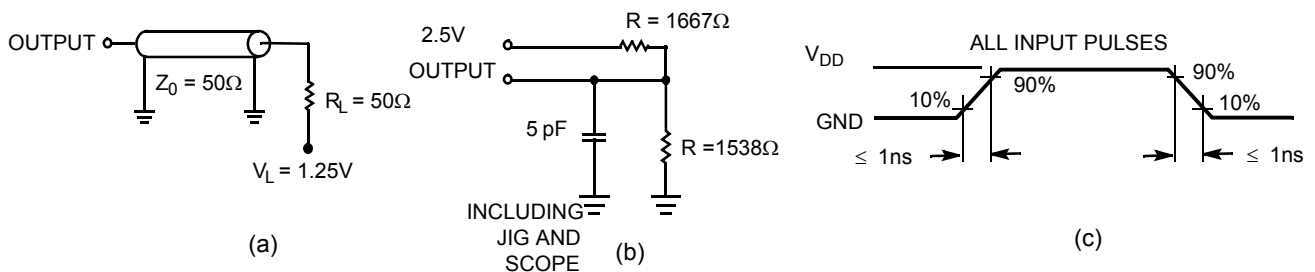 OUTPUT
Z0 = 50Ω
RL = 50Ω
VL = 1.25V
(a)
R = 1667Ω
2.5V
OUTPUT
5 pF
R =1538Ω
INCLUDING
JIG AND
SCOPE
(b)
ALL INPUT PULSES
VDD
90%
10%
90%
10%
GND
≤ 1ns
≤ 1ns
(c)